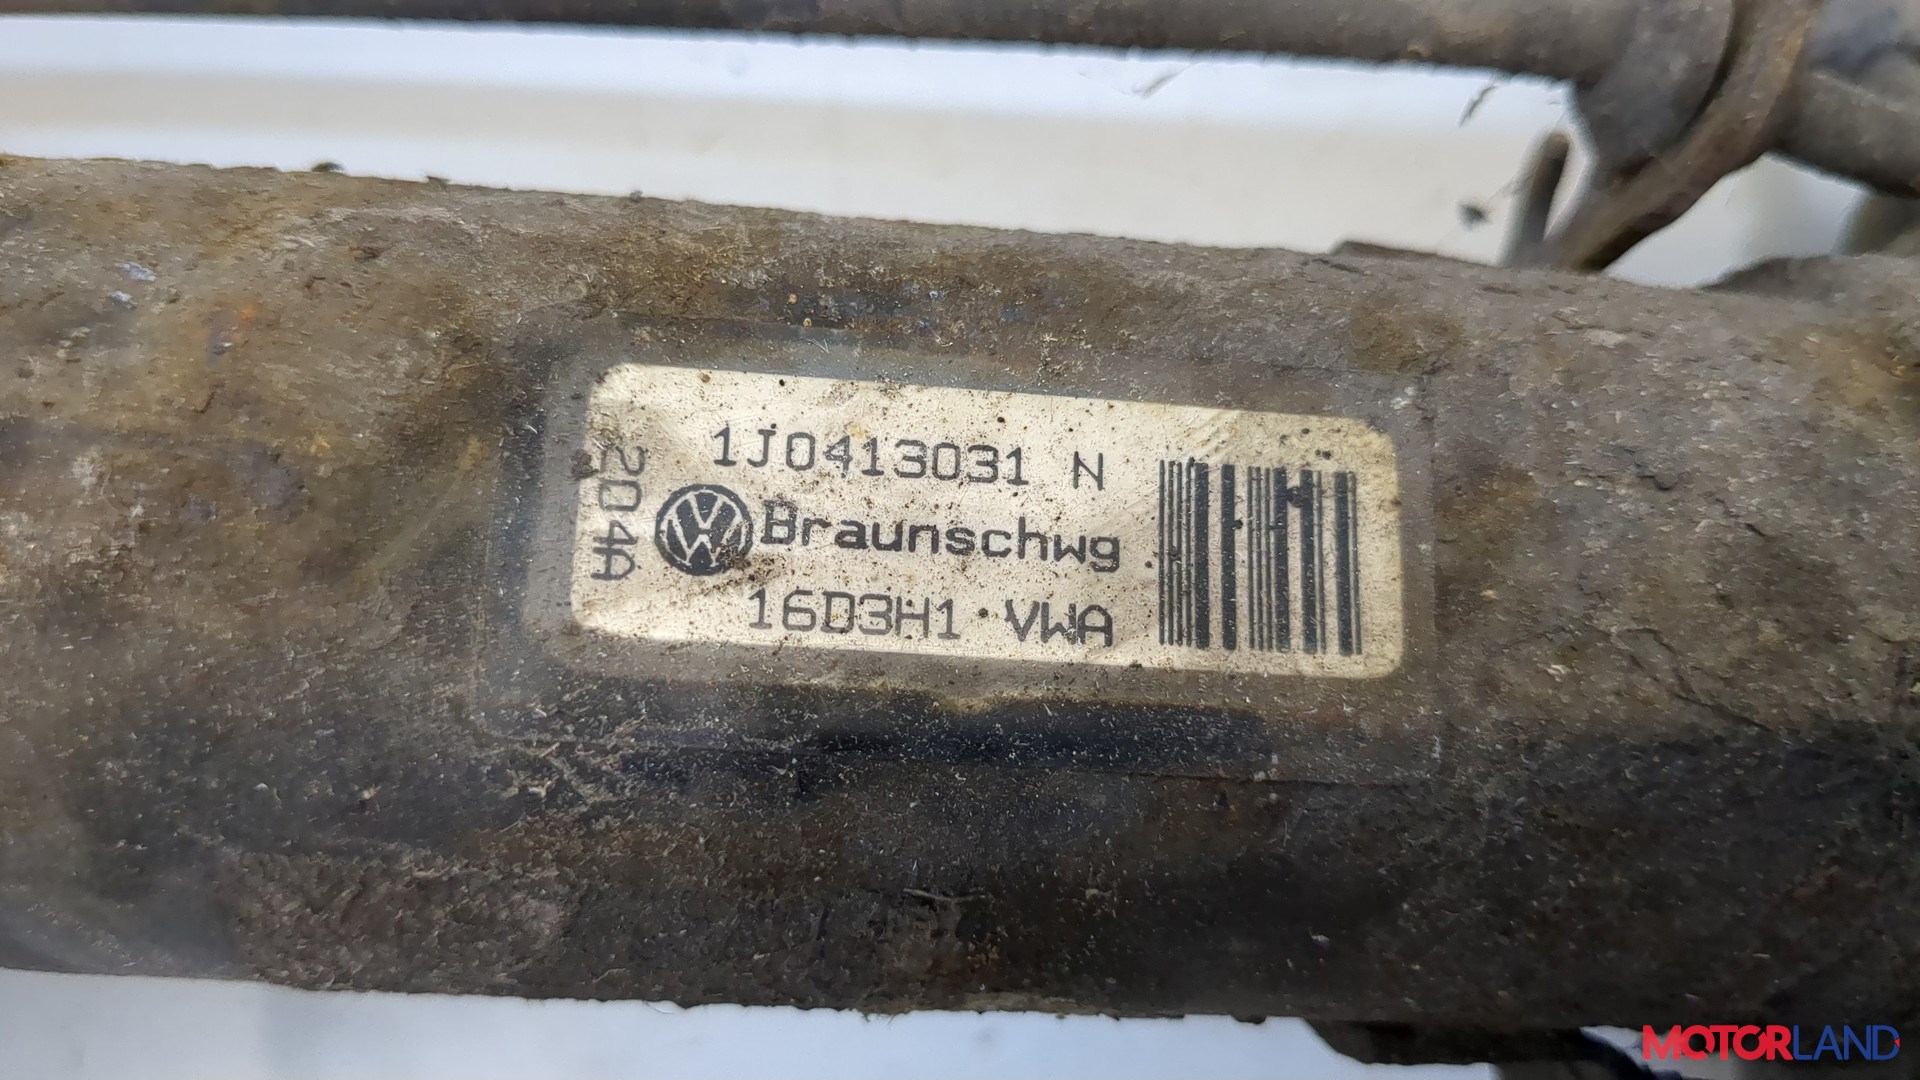 1J0413031 N
204A
Braunschwg
16D3H1 VWA
MOTORLAND